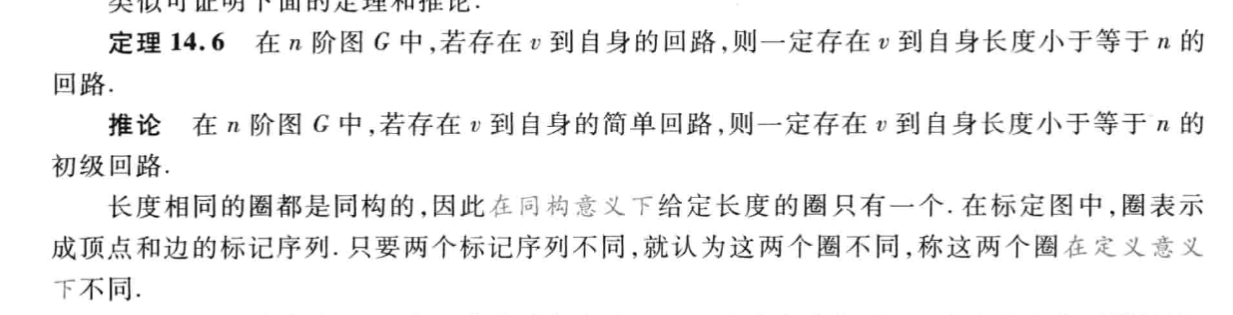 类似可证明下面的定理和推论.
定理 14.6 在 n 阶图 G 中,若存在 v 到自身的回路,则一定存在 v 到自身长度小于等于 n 的
回路.
推论 在 n 阶图 G 中,若存在 v 到自身的简单回路,则一定存在 v 到自身长度小于等于 n 的
初级回路.
长度相同的圈都是同构的,因此在同构意义下给定长度的圈只有一个.在标定图中,圈表示
成顶点和边的标记序列.只要两个标记序列不同,就认为这两个圈不同,称这两个圈在定义意义
下不同.